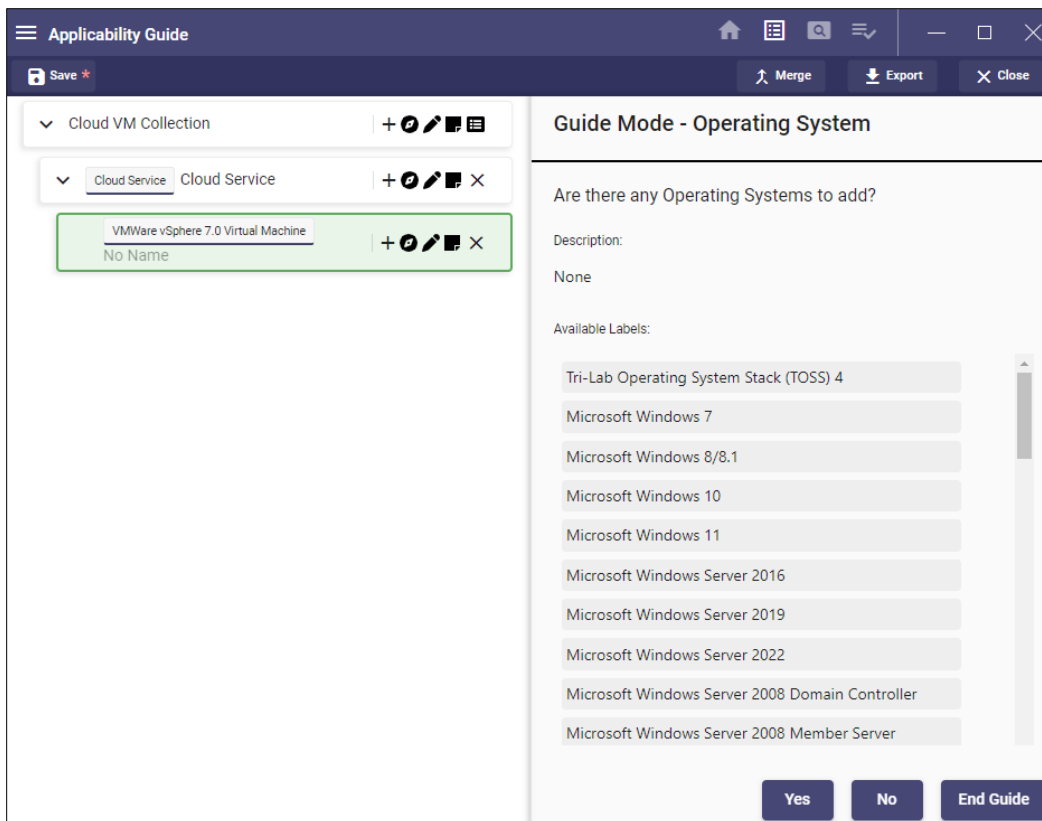 Applicability Guide
Save *
Merge
Export
Close
Cloud VM Collection
Cloud Service Cloud Service
VMWare vSphere 7.0 Virtual Machine
No Name
Guide Mode - Operating System
Are there any Operating Systems to add?
Description:
None
Available Labels:
Tri-Lab Operating System Stack (TOSS) 4
Microsoft Windows 7
Microsoft Windows 8/8.1
Microsoft Windows 10
Microsoft Windows 11
Microsoft Windows Server 2016
Microsoft Windows Server 2019
Microsoft Windows Server 2022
Microsoft Windows Server 2008 Domain Controller
Microsoft Windows Server 2008 Member Server
Yes
No
End Guide